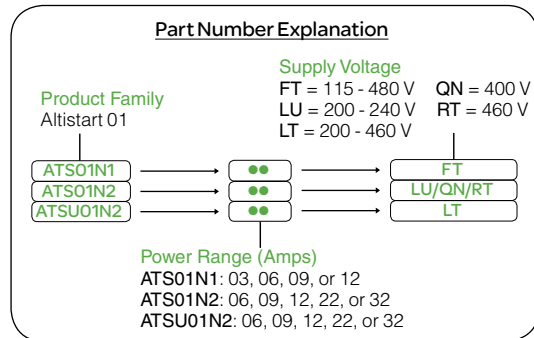 Part Number Explanation
Supply Voltage
FT = 115 - 480 V QN = 400 V
LU = 200 - 240 V RT = 460 V
LT = 200 - 460 V
Product Family
Altistart 01
ATS01N1 ●● FT
ATS01N2 ●● LU/QN/RT
ATSU01N2 ●● LT
Power Range (Amps)
ATS01N1: 03, 06, 09, or 12
ATS01N2: 06, 09, 12, 22, or 32
ATSU01N2: 06, 09, 12, 22, or 32